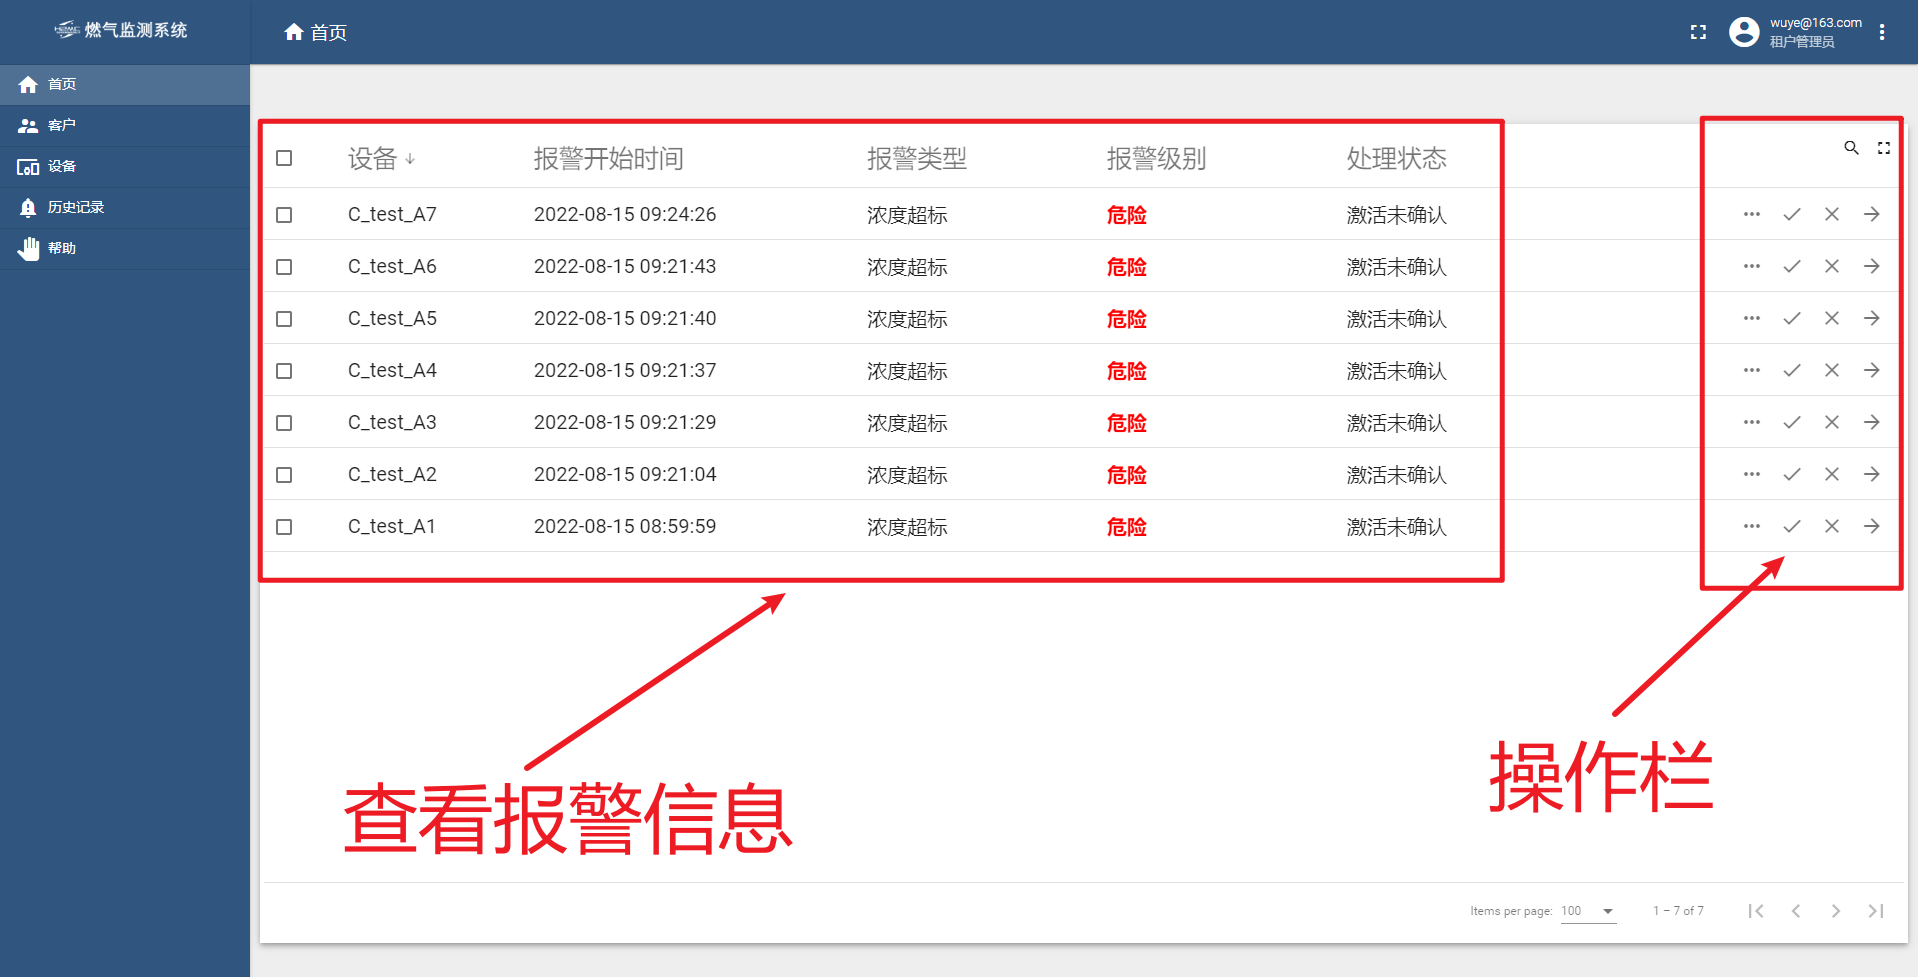 燃气监测系统
首页
wuye@163.com
租户管理员
首页
客户
设备
历史记录
帮助
设备 报警开始时间 报警类型 报警级别 处理状态
C_test_A7 2022-08-15 09:24:26 浓度超标 危险 激活未确认
C_test_A6 2022-08-15 09:21:43 浓度超标 危险 激活未确认
C_test_A5 2022-08-15 09:21:40 浓度超标 危险 激活未确认
C_test_A4 2022-08-15 09:21:37 浓度超标 危险 激活未确认
C_test_A3 2022-08-15 09:21:29 浓度超标 危险 激活未确认
C_test_A2 2022-08-15 09:21:04 浓度超标 危险 激活未确认
C_test_A1 2022-08-15 08:59:59 浓度超标 危险 激活未确认
操作栏
查看报警信息
Items per page: 100 1 – 7 of 7